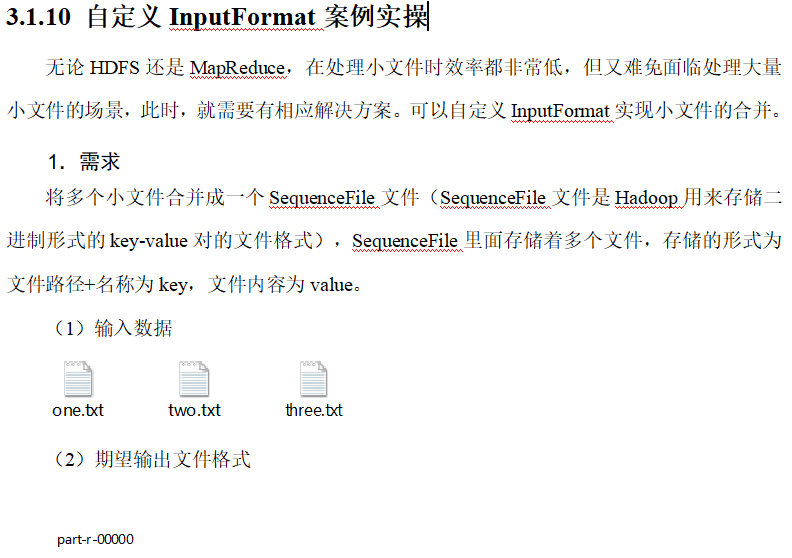 3.1.10 自定义 InputFormat 案例实操
无论 HDFS 还是 MapReduce，在处理小文件时效率都非常低，但又难免面临处理大量
小文件的场景，此时，就需要有相应解决方案。可以自定义 InputFormat 实现小文件的合并。
1．需求
将多个小文件合并成一个 SequenceFile 文件（SequenceFile 文件是 Hadoop 用来存储二
进制形式的 key-value 对的文件格式），SequenceFile 里面存储着多个文件，存储的形式为
文件路径+名称为 key，文件内容为 value。
（1）输入数据
one.txt two.txt three.txt
（2）期望输出文件格式
part-r-00000